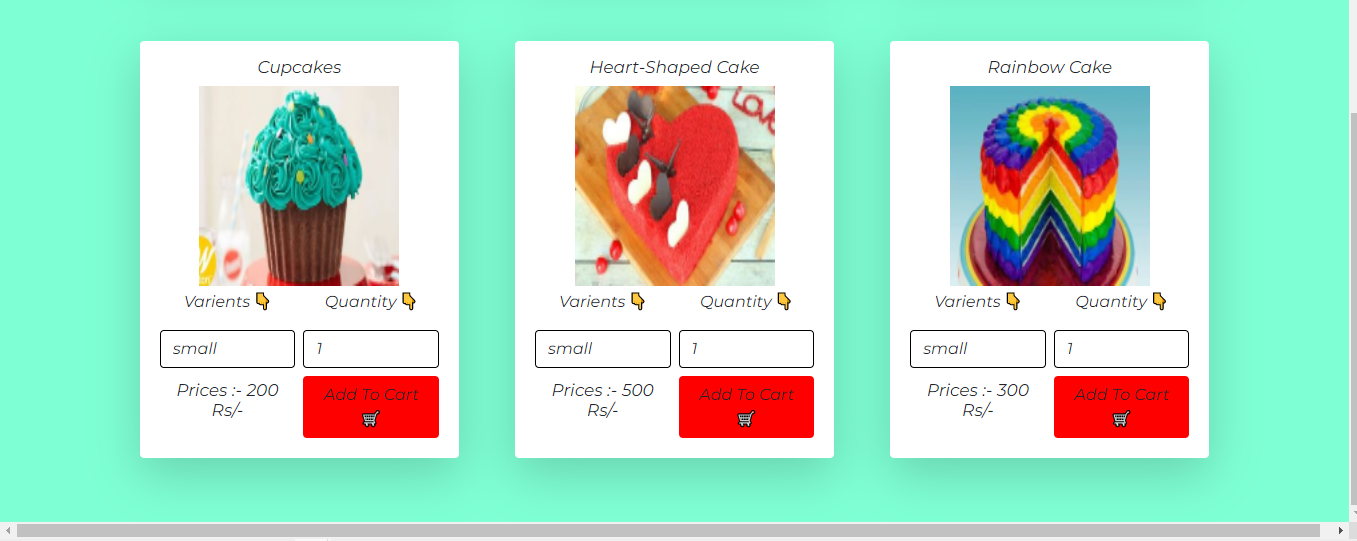 Cupcakes
Varients 👇 Quantity 👇
small 1
Prices :- 200
Rs/-
Add To Cart
🛒
Heart-Shaped Cake
LOVE
Varients 👇 Quantity 👇
small 1
Prices :- 500
Rs/-
Add To Cart
🛒
Rainbow Cake
Varients 👇 Quantity 👇
small 1
Prices :- 300
Rs/-
Add To Cart
🛒